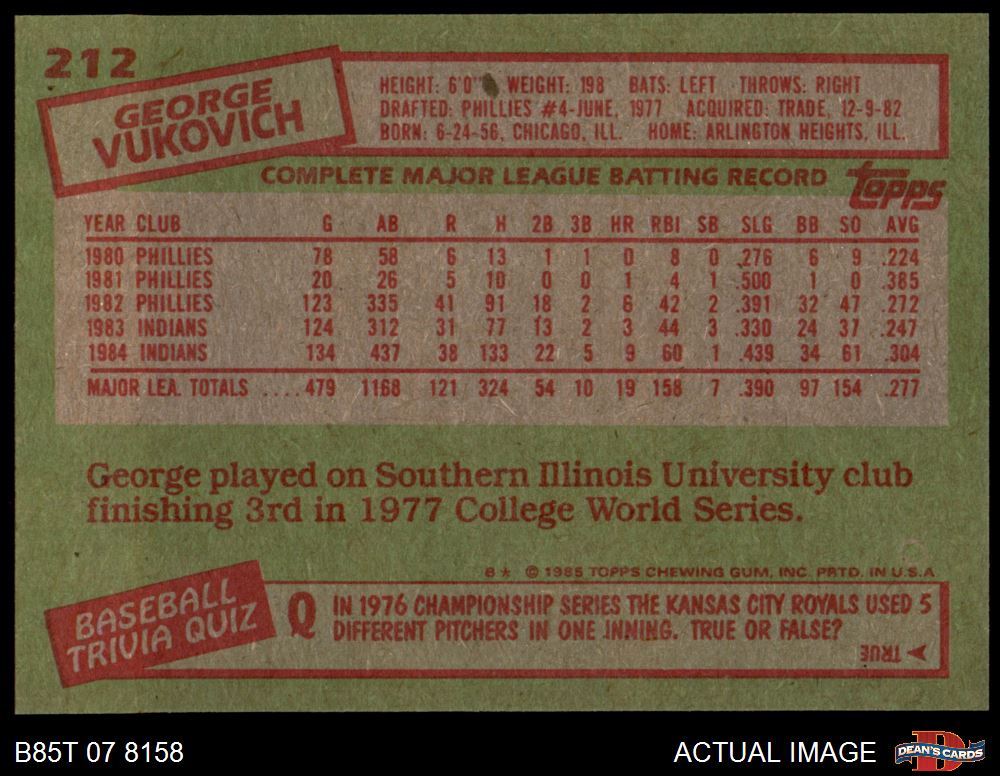 212
GEORGE
VUKOVICH
HEIGHT: 6'0" WEIGHT: 198 BATS: LEFT THROWS: RIGHT
DRAFTED: PHILLIES #4-JUNE, 1977 ACQUIRED: TRADE, 12-9-82
BORN: 6-24-56, CHICAGO, ILL. HOME: ARLINGTON HEIGHTS, ILL.
COMPLETE MAJOR LEAGUE BATTING RECORD topps
YEAR CLUB G AB R H 2B 3B HR RBI SB SLG BB SO AVG
1980 PHILLIES 78 58 6 13 1 1 0 8 0 .276 6 9 .224
1981 PHILLIES 20 26 5 10 0 0 1 4 1 .500 1 0 .385
1982 PHILLIES 123 335 41 91 18 2 6 42 2 .391 32 47 .272
1983 INDIANS 124 312 31 77 13 2 3 44 3 .330 24 37 .247
1984 INDIANS 134 437 38 133 22 5 9 60 1 .439 34 61 .304
MAJOR LEA. TOTALS ....479 1168 121 324 54 10 19 158 7 .390 97 154 .277
George played on Southern Illinois University club
finishing 3rd in 1977 College World Series.
B* © 1985 TOPPS CHEWING GUM, INC. PRTD. IN U.S.A
BASEBALL
TRIVIA QUIZ
Q IN 1976 CHAMPIONSHIP SERIES THE KANSAS CITY ROYALS USED 5
DIFFERENT PITCHERS IN ONE INNING. TRUE OR FALSE?
TRUE
B85T 07 8158
ACTUAL IMAGE
D
DEAN'S CARDS